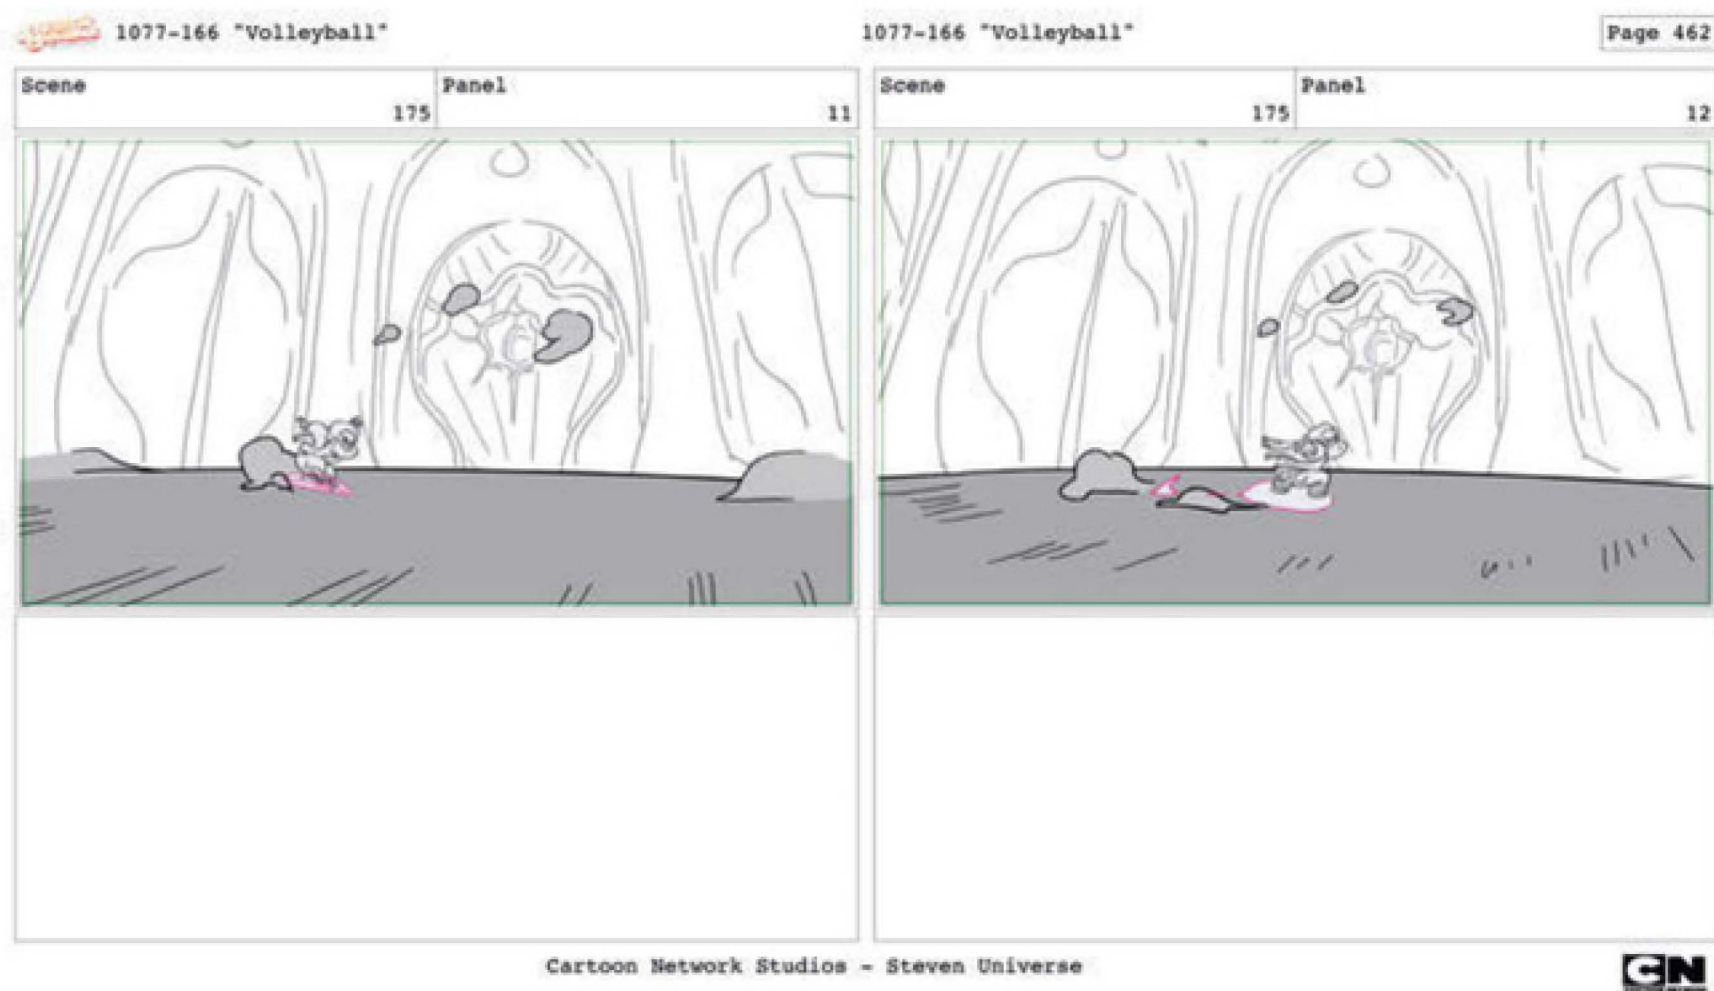 1077-166 "Volleyball"
1077-166 "Volleyball"
Page 462
Scene
175
Panel
11
Scene
175
Panel
12
Cartoon Network Studios - Steven Universe
CN